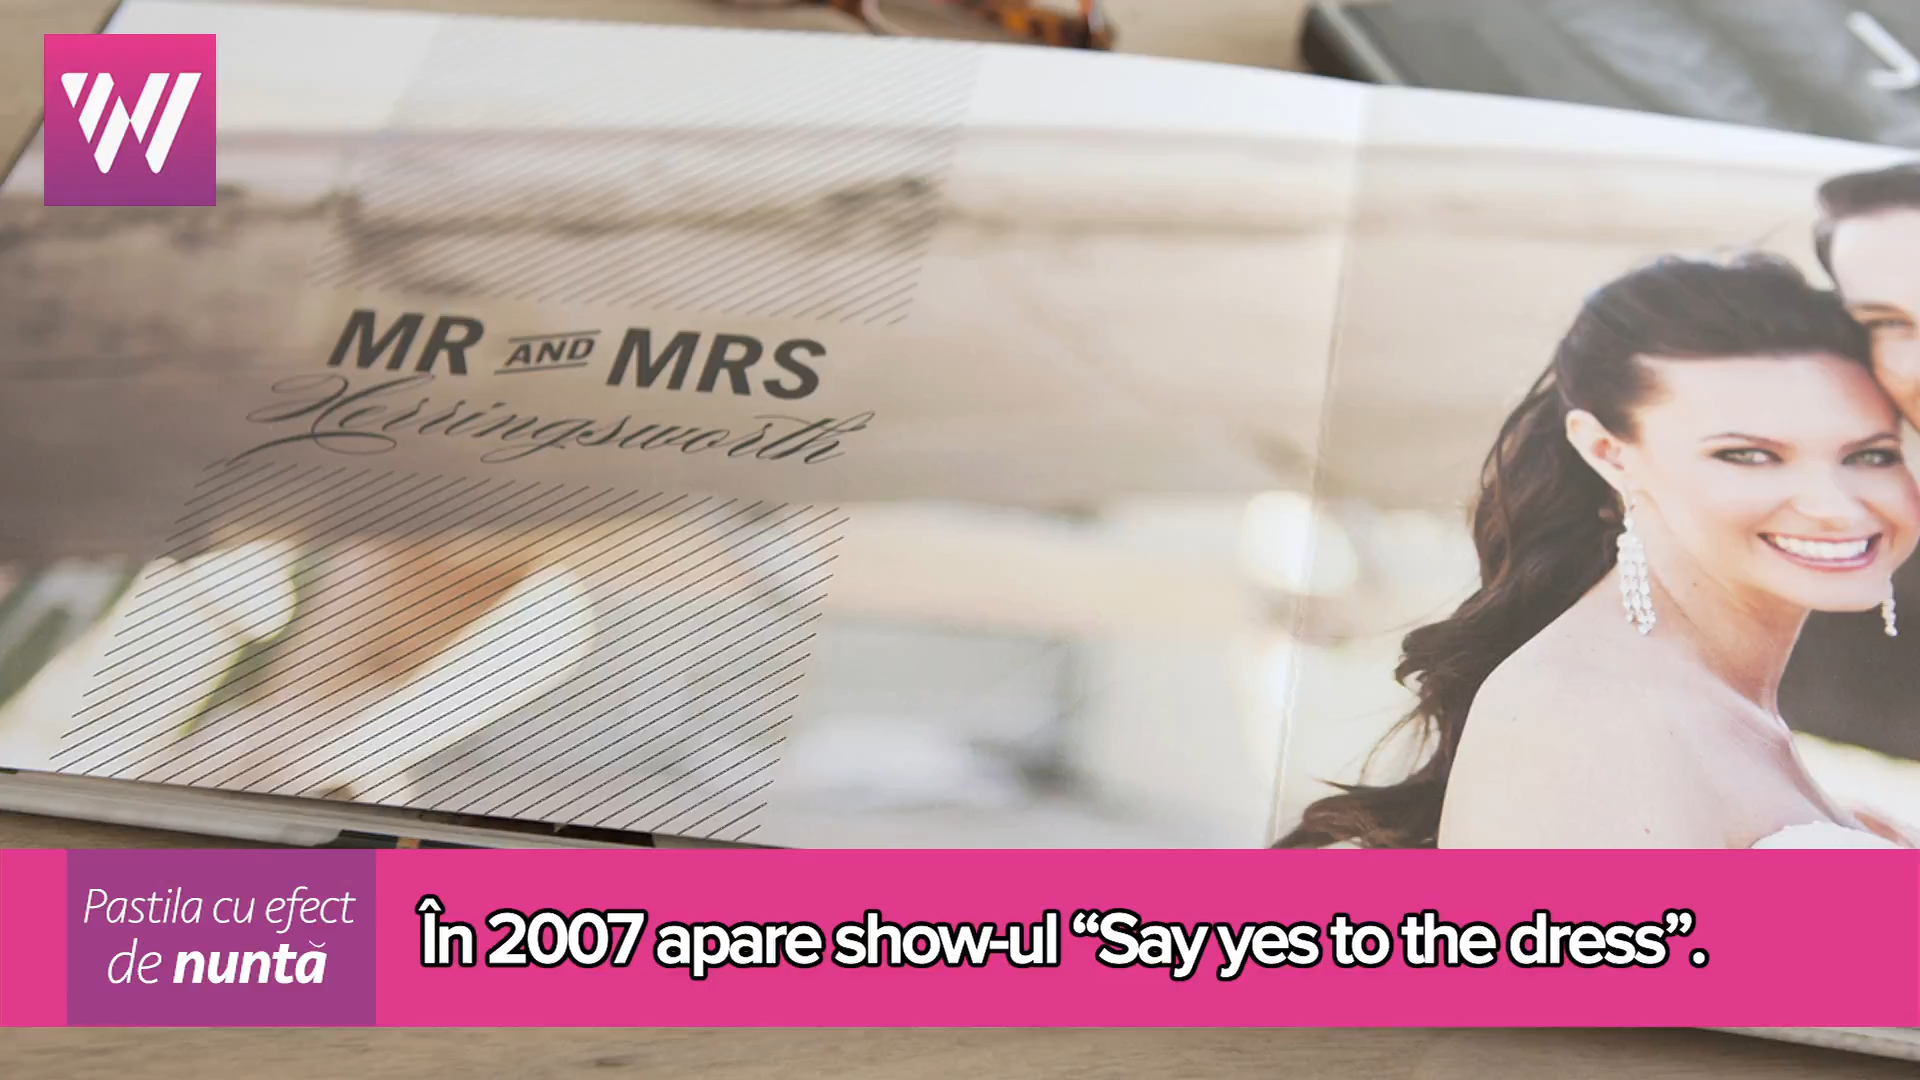 W
MR AND MRS
Herringsworth
Pastila cu efect
de nuntă
În 2007 apare show-ul “Say yes to the dress”.